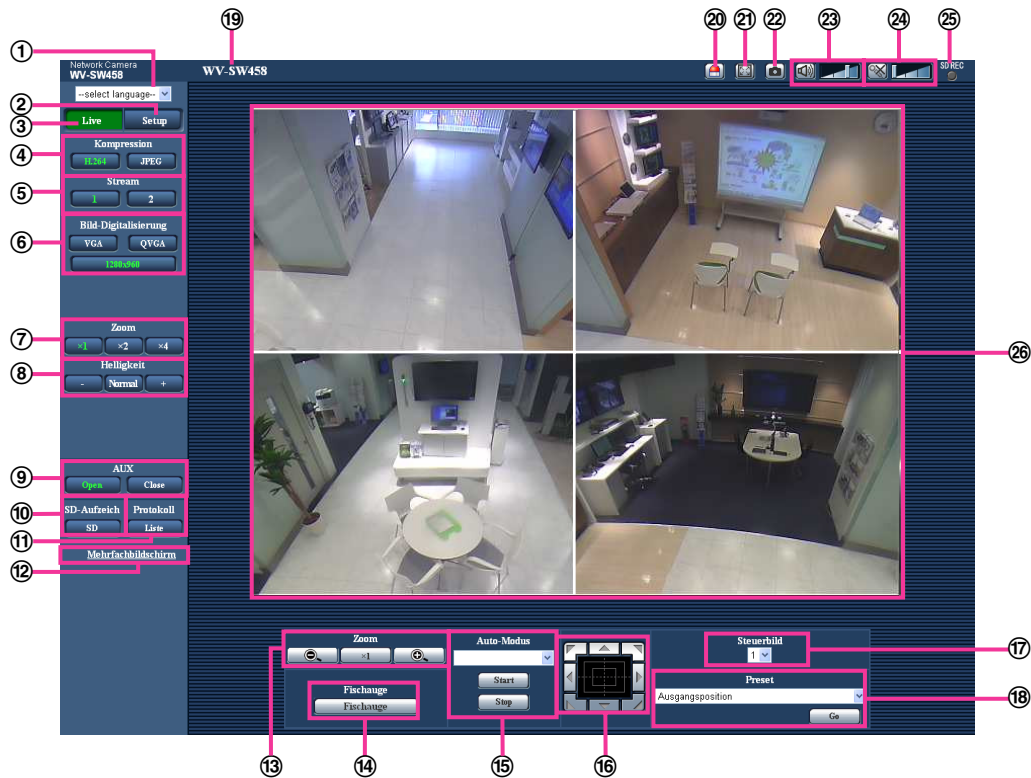 ⑲ ⑳ ㉑ ㉒ ㉓ ㉔ ㉕
①
Network Camera
WV-SW458
WV-SW458
SD REC
--select language--
②
③
Live Setup
④
Kompression
H.264 JPEG
⑤
Stream
1 2
⑥
Bild-Digitalisierung
VGA QVGA
1280x960
⑦
Zoom
×1 ×2 ×4
⑧
Helligkeit
- Normal +
㉖
⑨
AUX
Open Close
⑩
SD-Aufzeich Protokoll
SD Liste
⑪
Mehrfachbildschirm
⑫
Zoom
×1
Fischauge
Fischauge
Auto-Modus
Start
Stop
Steuerbild
1
⑰
Preset
Ausgangsposition
Go
⑱
⑬ ⑭ ⑮ ⑯